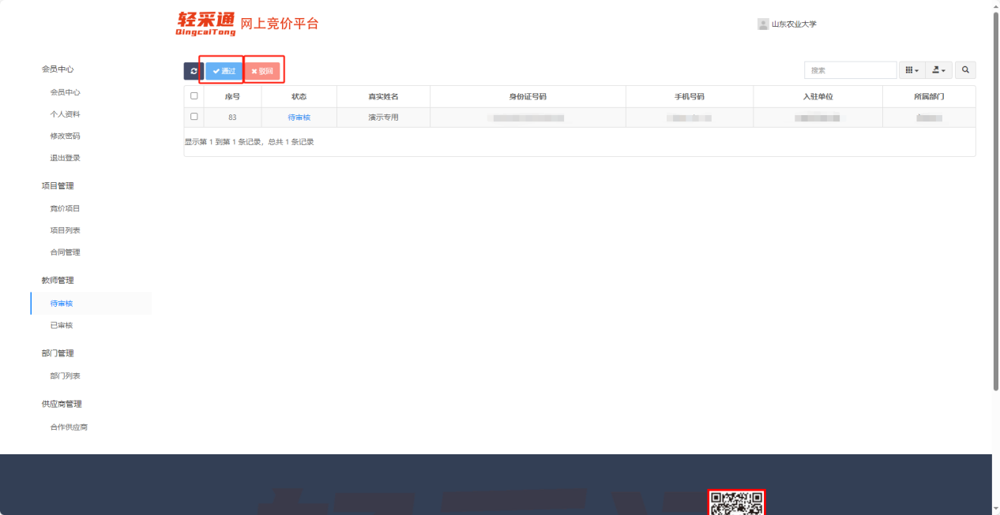 轻采通 网上竞价平台
QingcaiTong
山东农业大学
会员中心
会员中心
个人资料
修改密码
退出登录
项目管理
竞价项目
项目列表
合同管理
教师管理
待审核
已审核
部门管理
部门列表
供应商管理
合作供应商
通过 驳回
搜索
序号 状态 真实姓名 身份证号码 手机号码 入驻单位 所属部门
83 待审核 演示专用
显示第 1 到第 1 条记录，总共 1 条记录